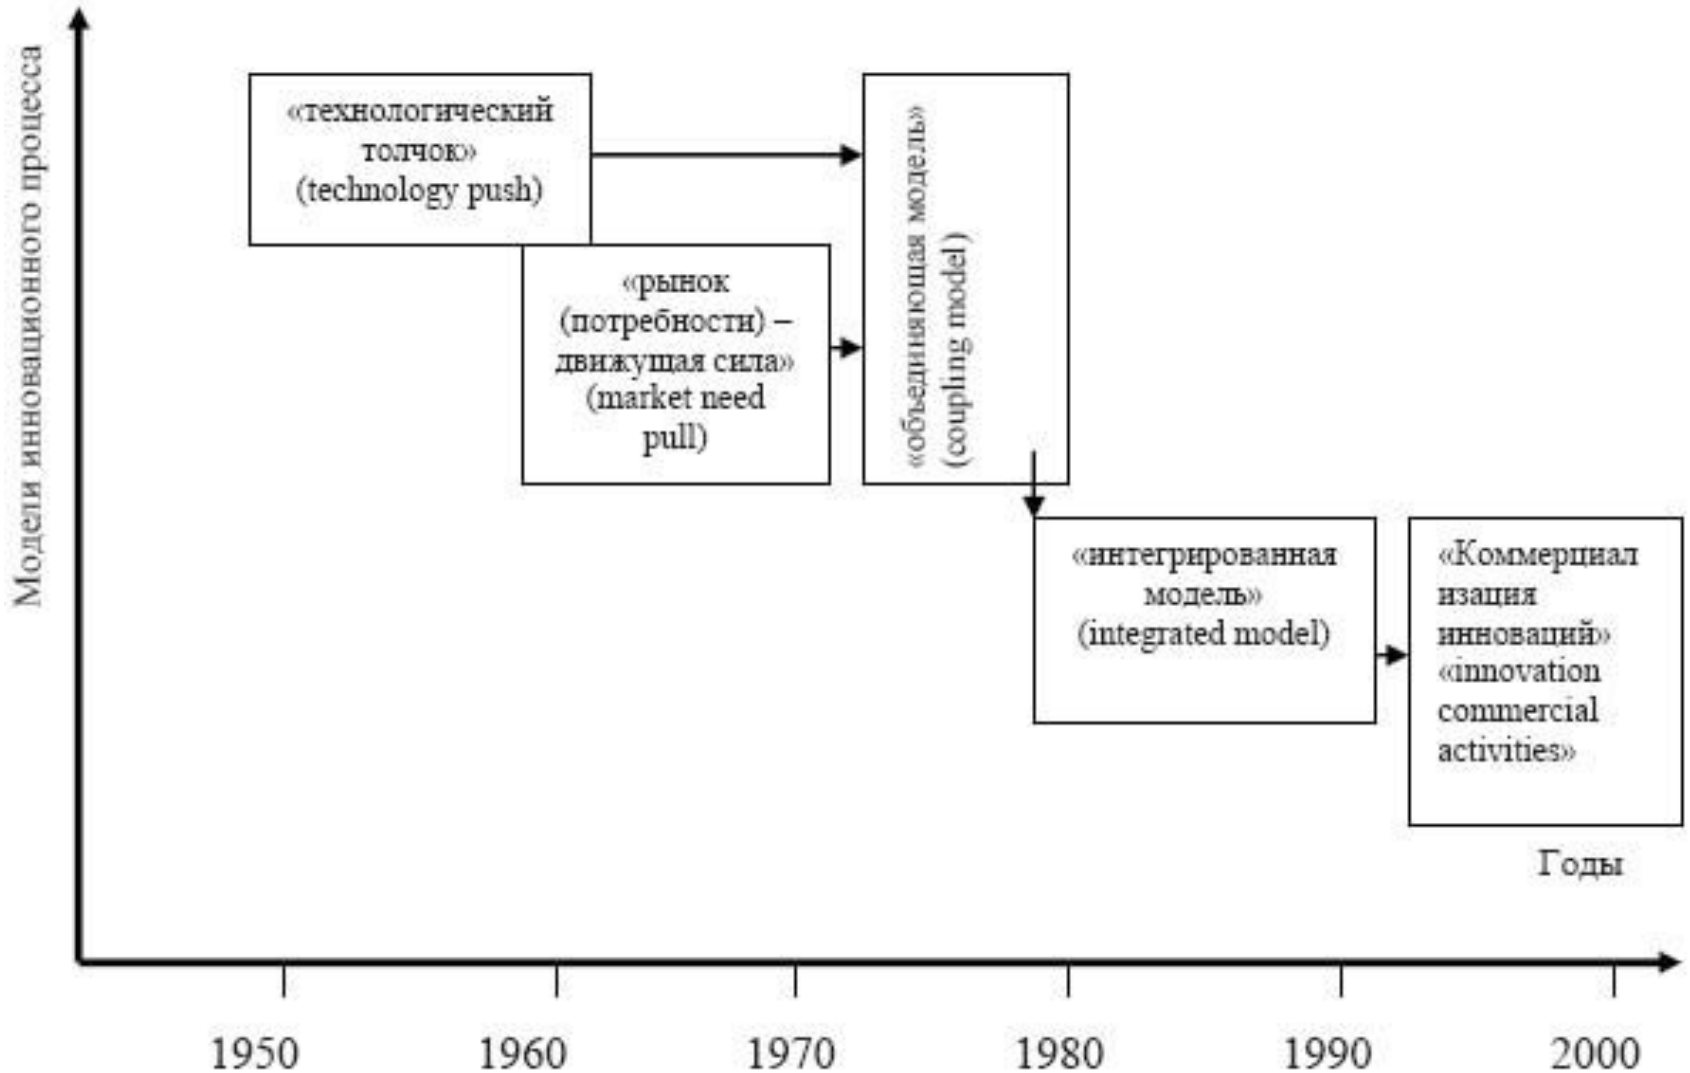 Модели инновационного процесса
«технологический
толчок»
(technology push)
«рынок
(потребности) –
движущая сила»
(market need
pull)
«объединяющая модель»
(coupling model)
«интегрированная
модель»
(integrated model)
«Коммерциал
изация
инноваций»
«innovation
commercial
activities»
Годы
1950
1960
1970
1980
1990
2000